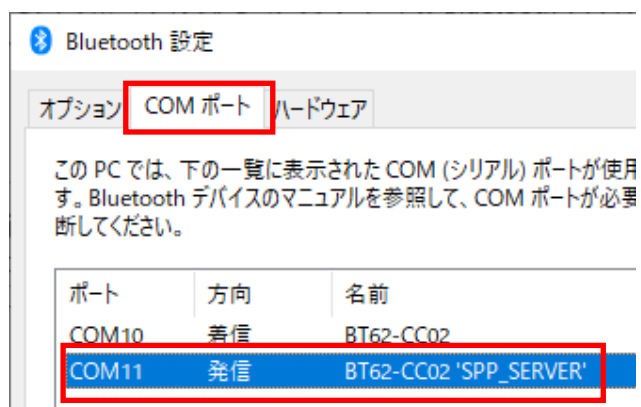 Bluetooth 設定
オプション COM ポート ハードウェア
この PC では、下の一覧に表示された COM (シリアル) ポートが使用
す。Bluetooth デバイスのマニュアルを参照して、COM ポートが必要
断してください。
ポート 方向 名前
COM10 着信 BT62-CC02
COM11 発信 BT62-CC02 'SPP_SERVER'